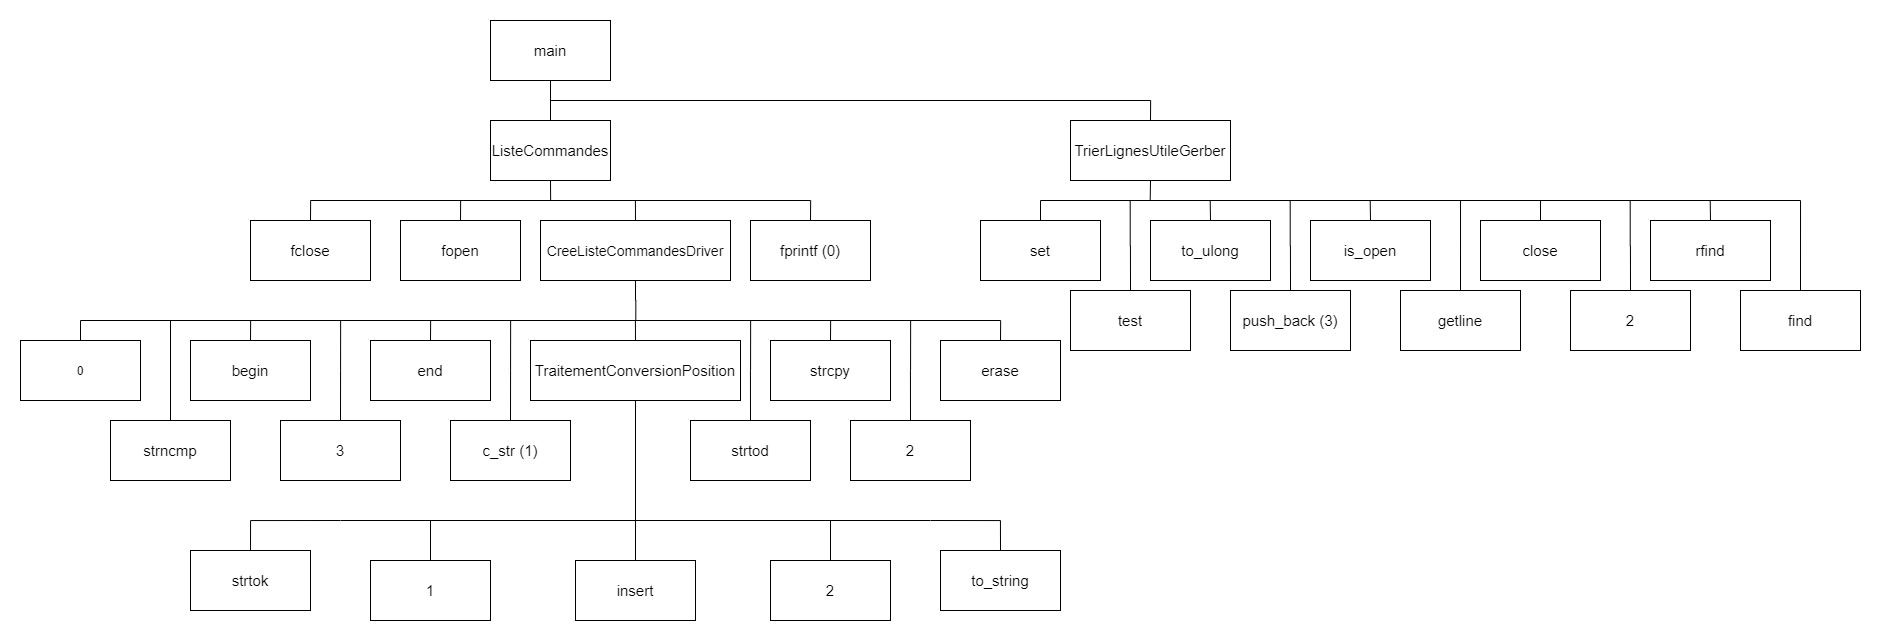 main
ListeCommandes
TrierLignesUtileGerber
fclose
fopen
CreeListeCommandesDriver
fprintf (0)
set
to_ulong
is_open
close
rfind
test
push_back (3)
getline
2
find
0
begin
end
TraitementConversionPosition
strcpy
erase
strncmp
3
c_str (1)
strtod
2
strtok
1
insert
2
to_string